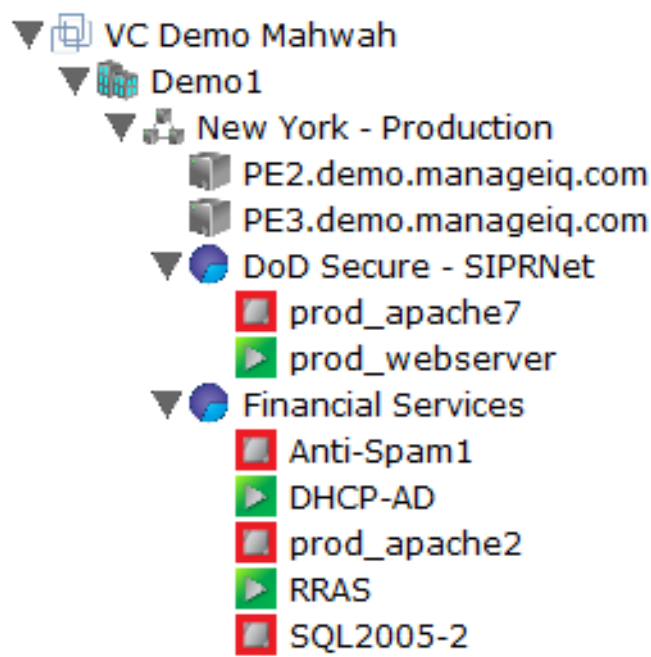 VC Demo Mahwah
Demo1
New York - Production
PE2.demo.manageiq.com
PE3.demo.manageiq.com
DoD Secure - SIPRNet
prod_apache7
prod_webserver
Financial Services
Anti-Spam1
DHCP-AD
prod_apache2
RRAS
SQL2005-2